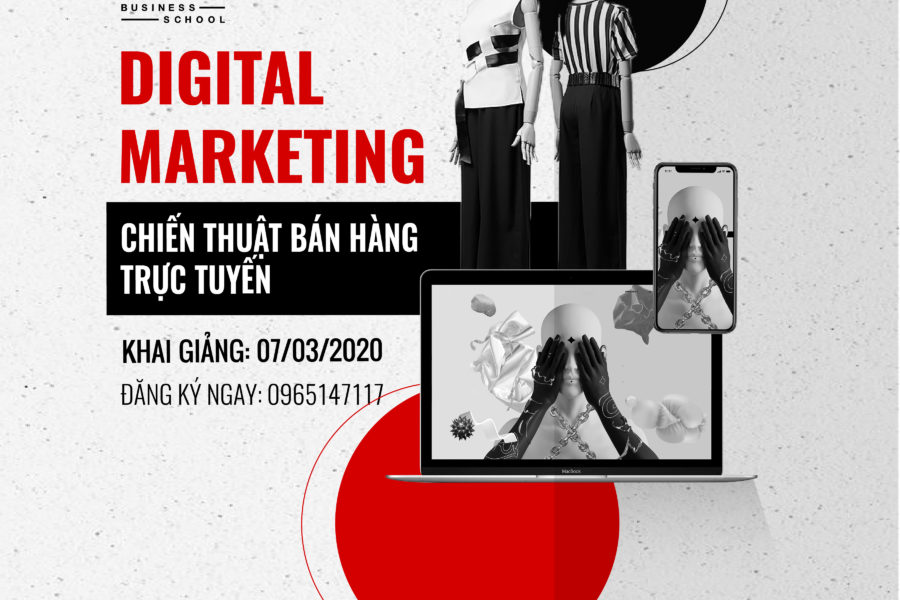 BUSINESS
SCHOOL
DIGITAL
MARKETING
CHIẾN THUẬT BÁN HÀNG
TRỰC TUYẾN
KHAI GIẢNG: 07/03/2020
ĐĂNG KÝ NGAY: 0965147117
MacBook